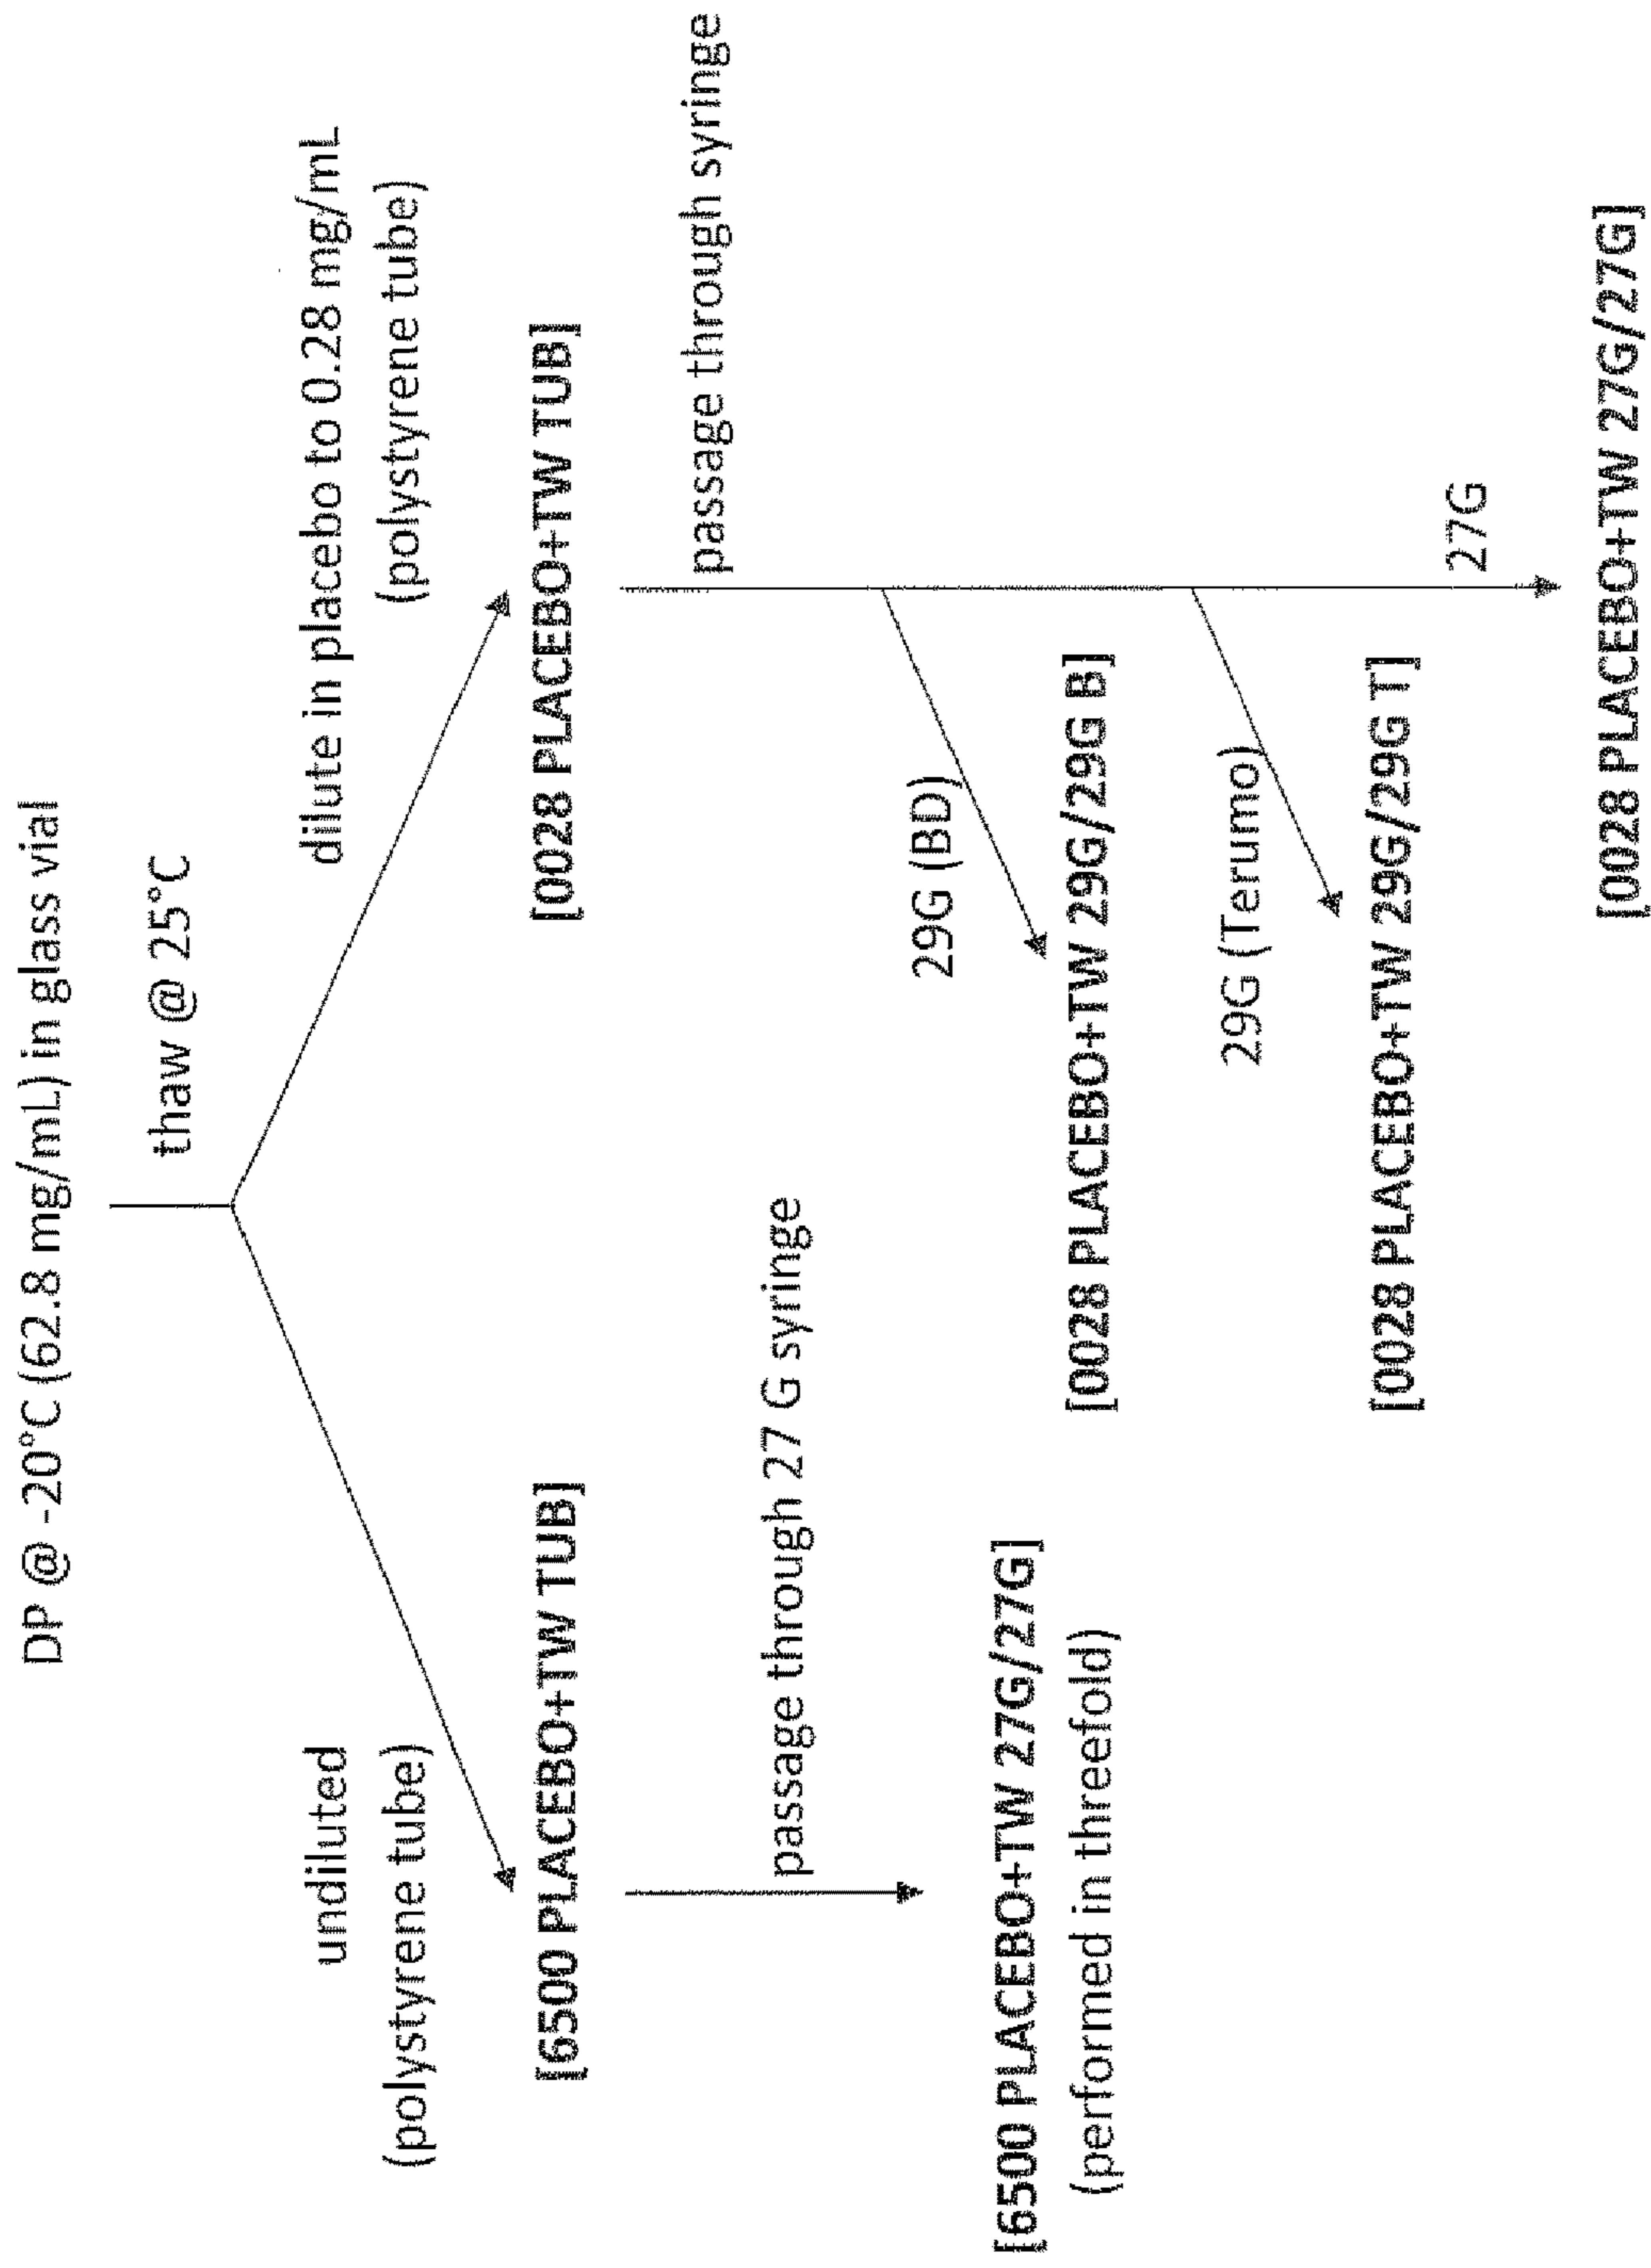 DP @ -20°C (62.8 mg/mL) in glass vial
thaw @ 25°C
undiluted
(polystyrene tube)
dilute in placebo to 0.28 mg/mL
(polystyrene tube)
[6500 PLACEBO+TW TUB]
[0028 PLACEBO+TW TUB]
passage through 27 G syringe
passage through syringe
[6500 PLACEBO+TW 27G/27G]
(performed in threefold)
29G (BD)
[0028 PLACEBO+TW 29G/29G B]
29G (Terumo)
[0028 PLACEBO+TW 29G/29G T]
27G
[0028 PLACEBO+TW 27G/27G]